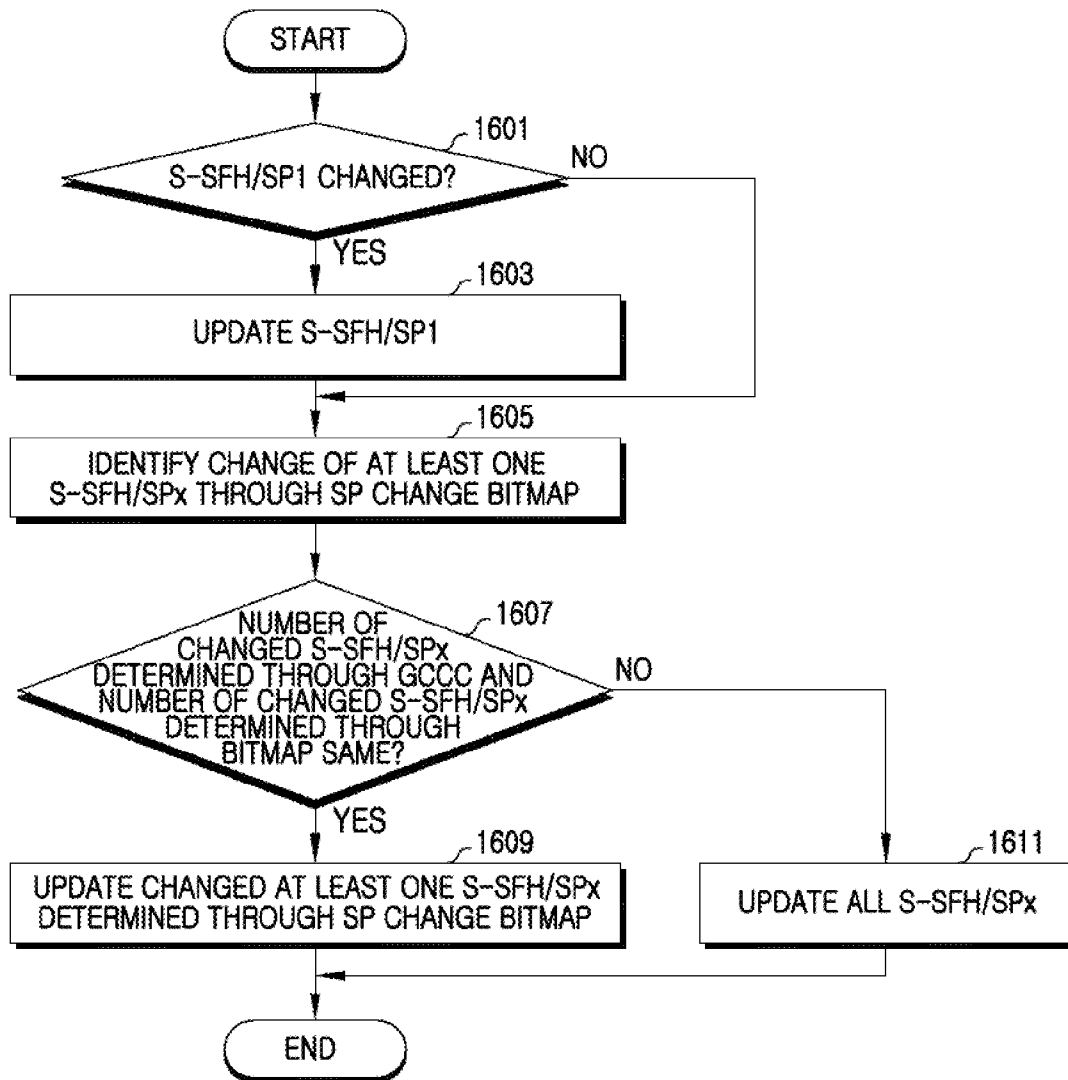 START
1601
S-SFH/SP1 CHANGED?
NO
YES
1603
UPDATE S-SFH/SP1
1605
IDENTIFY CHANGE OF AT LEAST ONE
S-SFH/SPx THROUGH SP CHANGE BITMAP
1607
NUMBER OF
CHANGED S-SFH/SPx
DETERMINED THROUGH GCCC AND
NUMBER OF CHANGED S-SFH/SPx
DETERMINED THROUGH
BITMAP SAME?
NO
YES
1609
UPDATE CHANGED AT LEAST ONE S-SFH/SPx
DETERMINED THROUGH SP CHANGE BITMAP
1611
UPDATE ALL S-SFH/SPx
END